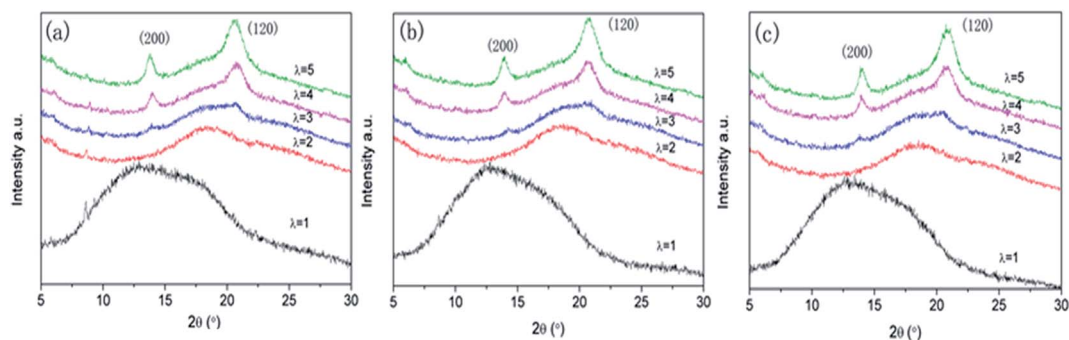 (a)
(200)
(120)
λ=5
λ=4
λ=3
λ=2
λ=1
Intensity a.u.
5 10 15 20 25 30
2θ (°)
(b)
(200)
(120)
λ=5
λ=4
λ=3
λ=2
λ=1
Intensity a.u.
5 10 15 20 25 30
2θ (°)
(c)
(200)
(120)
λ=5
λ=4
λ=3
λ=2
λ=1
Intensity a.u.
5 10 15 20 25 30
2θ (°)